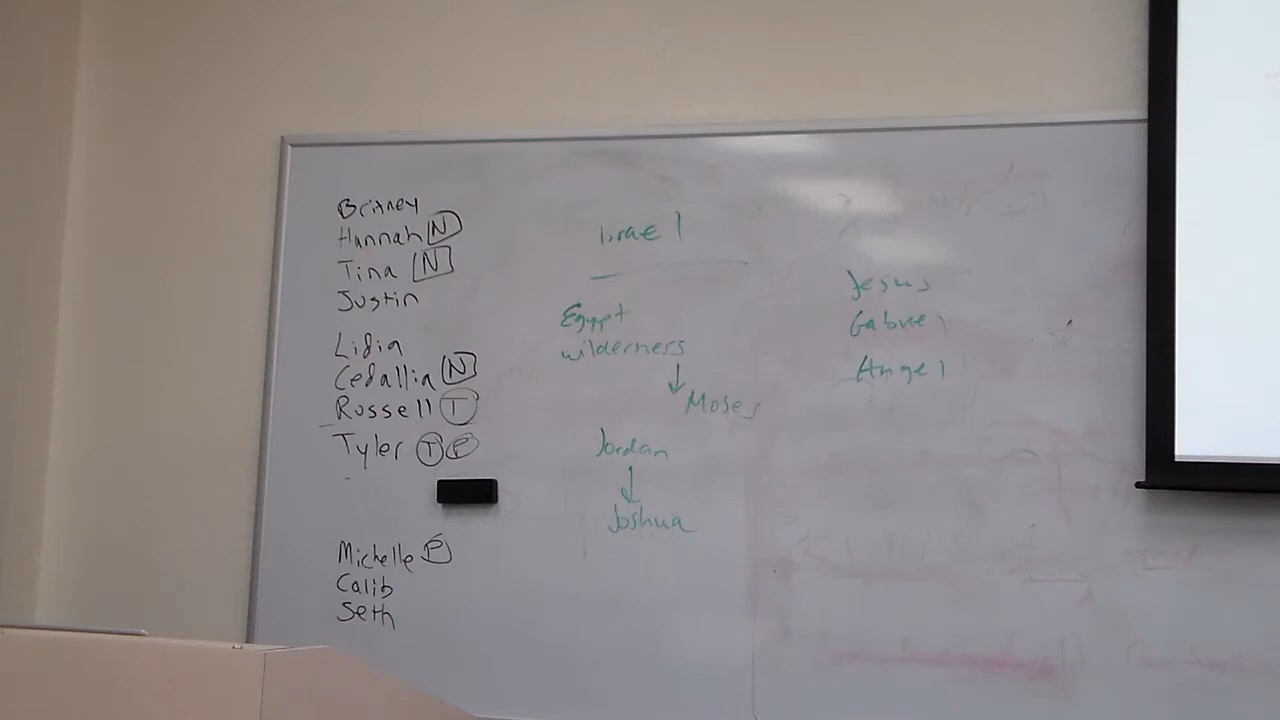 Britney
Hannah N
Tina N
Justin
Lidia
Cedallia N
Russell T
Tyler T P
Michelle P
Calib
Seth
Israel
Egypt
wilderness
Moses
Jordan
Joshua
Jesus
Gabriel
Angel